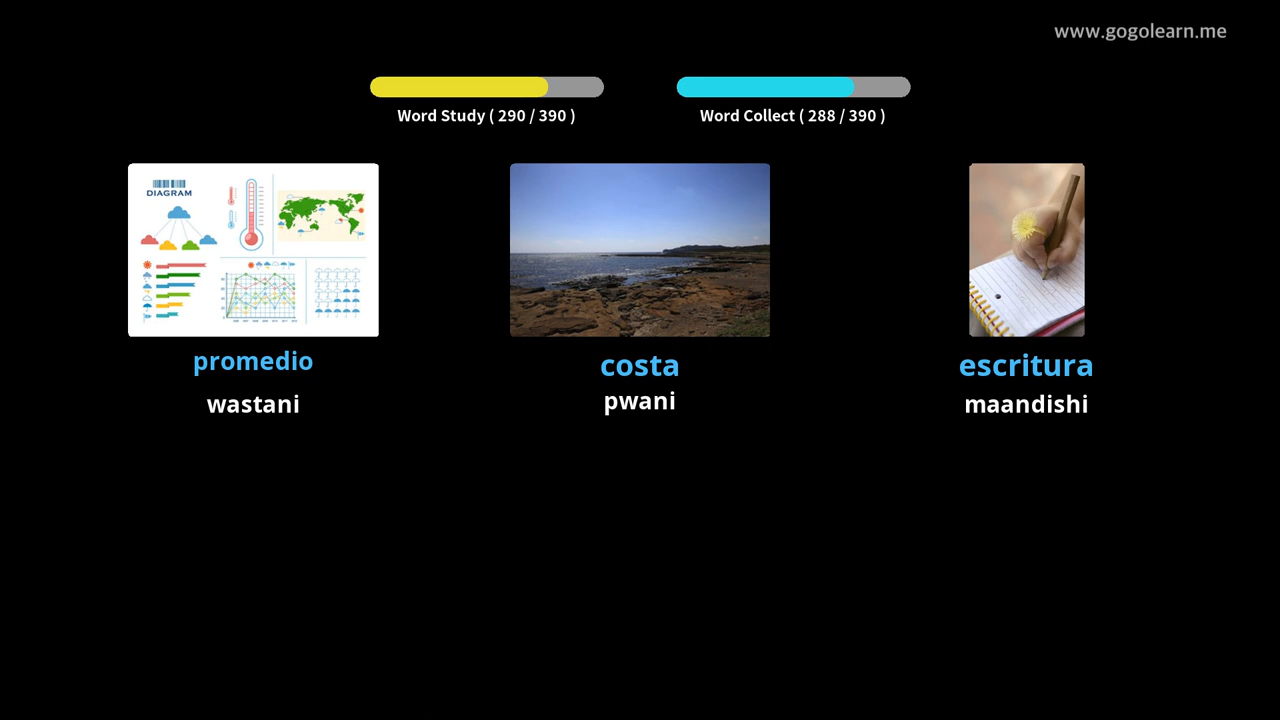 www.gogolearn.me
Word Study ( 290 / 390 )
Word Collect ( 288 / 390 )
DIAGRAM
promedio
costa
escritura
wastani
pwani
maandishi